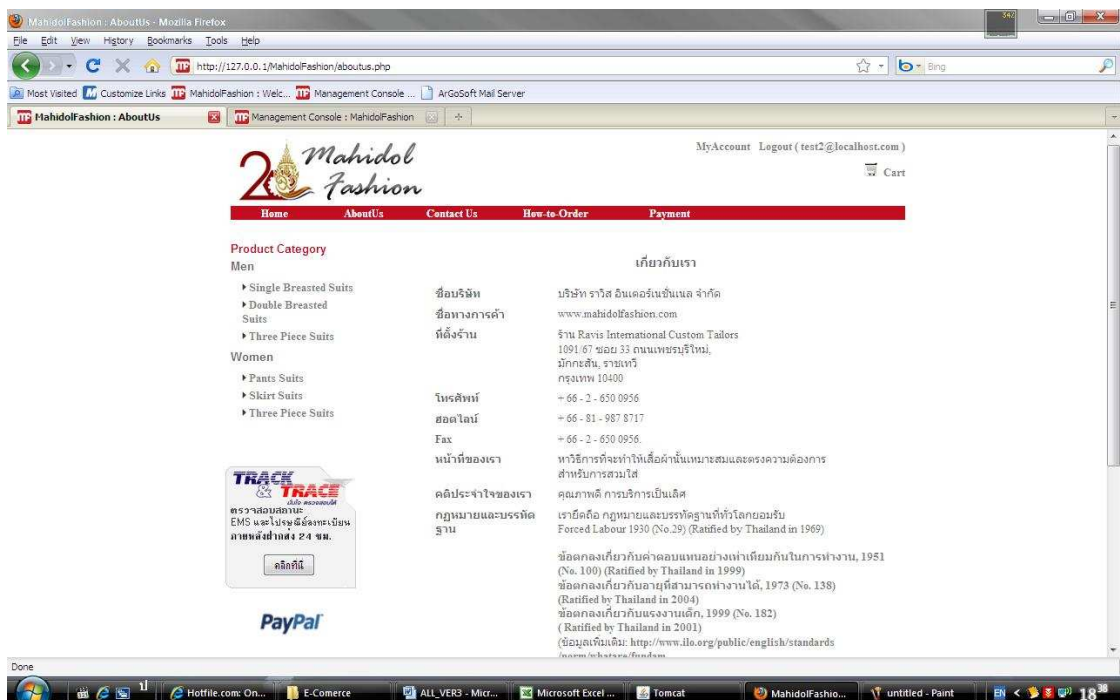 MahidolFashion : AboutUs - Mozilla Firefox
File Edit View History Bookmarks Tools Help
http://127.0.0.1/MahidolFashion/aboutus.php
Bing
Most Visited Customize Links MahidolFashion : Welc... Management Console ... ArGoSoft Mail Server
MahidolFashion : AboutUs Management Console : MahidolFashion
Mahidol
Fashion
MyAccount Logout ( test2@localhost.com )
Cart
Home AboutUs Contact Us How-to-Order Payment
Product Category
Men
Single Breasted Suits
Double Breasted
Suits
Three Piece Suits
Women
Pants Suits
Skirt Suits
Three Piece Suits
TRACK
& TRACE
มั่นใจ ตรวจสอบได้
ตรวจสอบสถานะ
EMS และไปรษณีย์ลงทะเบียน
ภายหลังฝากส่ง 24 ชม.
คลิกที่นี่
PayPal
เกี่ยวกับเรา
ชื่อบริษัท บริษัท ราวิส อินเตอร์เนชั่นเนล จำกัด
ชื่อทางการค้า www.mahidolfashion.com
ที่ตั้งร้าน ร้าน Ravis International Custom Tailors
1091/67 ซอย 33 ถนนเพชรบุรีใหม่,
มักกะสัน, ราชเทวี
กรุงเทพ 10400
โทรศัพท์ + 66 - 2 - 650 0956
ฮอตไลน์ + 66 - 81 - 987 8717
Fax + 66 - 2 - 650 0956.
หน้าที่ของเรา หาวิธีการที่จะทำให้เสื้อผ้านั้นเหมาะสมและตรงความต้องการ
สำหรับการสวมใส่
คติประจำใจของเรา คุณภาพดี การบริการเป็นเลิศ
กฎหมายและบรรทัด เรายึดถือ กฎหมายและบรรทัดฐานที่ทั่วโลกยอมรับ
ฐาน Forced Labour 1930 (No.29) (Ratified by Thailand in 1969)
ข้อตกลงเกี่ยวกับค่าตอบแทนอย่างเท่าเทียมกันในการทำงาน, 1951
(No. 100) (Ratified by Thailand in 1999)
ข้อตกลงเกี่ยวกับอายุที่สามารถทำงานได้, 1973 (No. 138)
(Ratified by Thailand in 2004)
ข้อตกลงเกี่ยวกับแรงงานเด็ก, 1999 (No. 182)
( Ratified by Thailand in 2001)
(ข้อมูลเพิ่มเติม: http://www.ilo.org/public/english/standards
/norm/whatare/fundam
Done
Hotfile.com: On... E-Comerce ALL_VER3 - Micr... Microsoft Excel ... Tomcat MahidolFashio... untitled - Paint EN